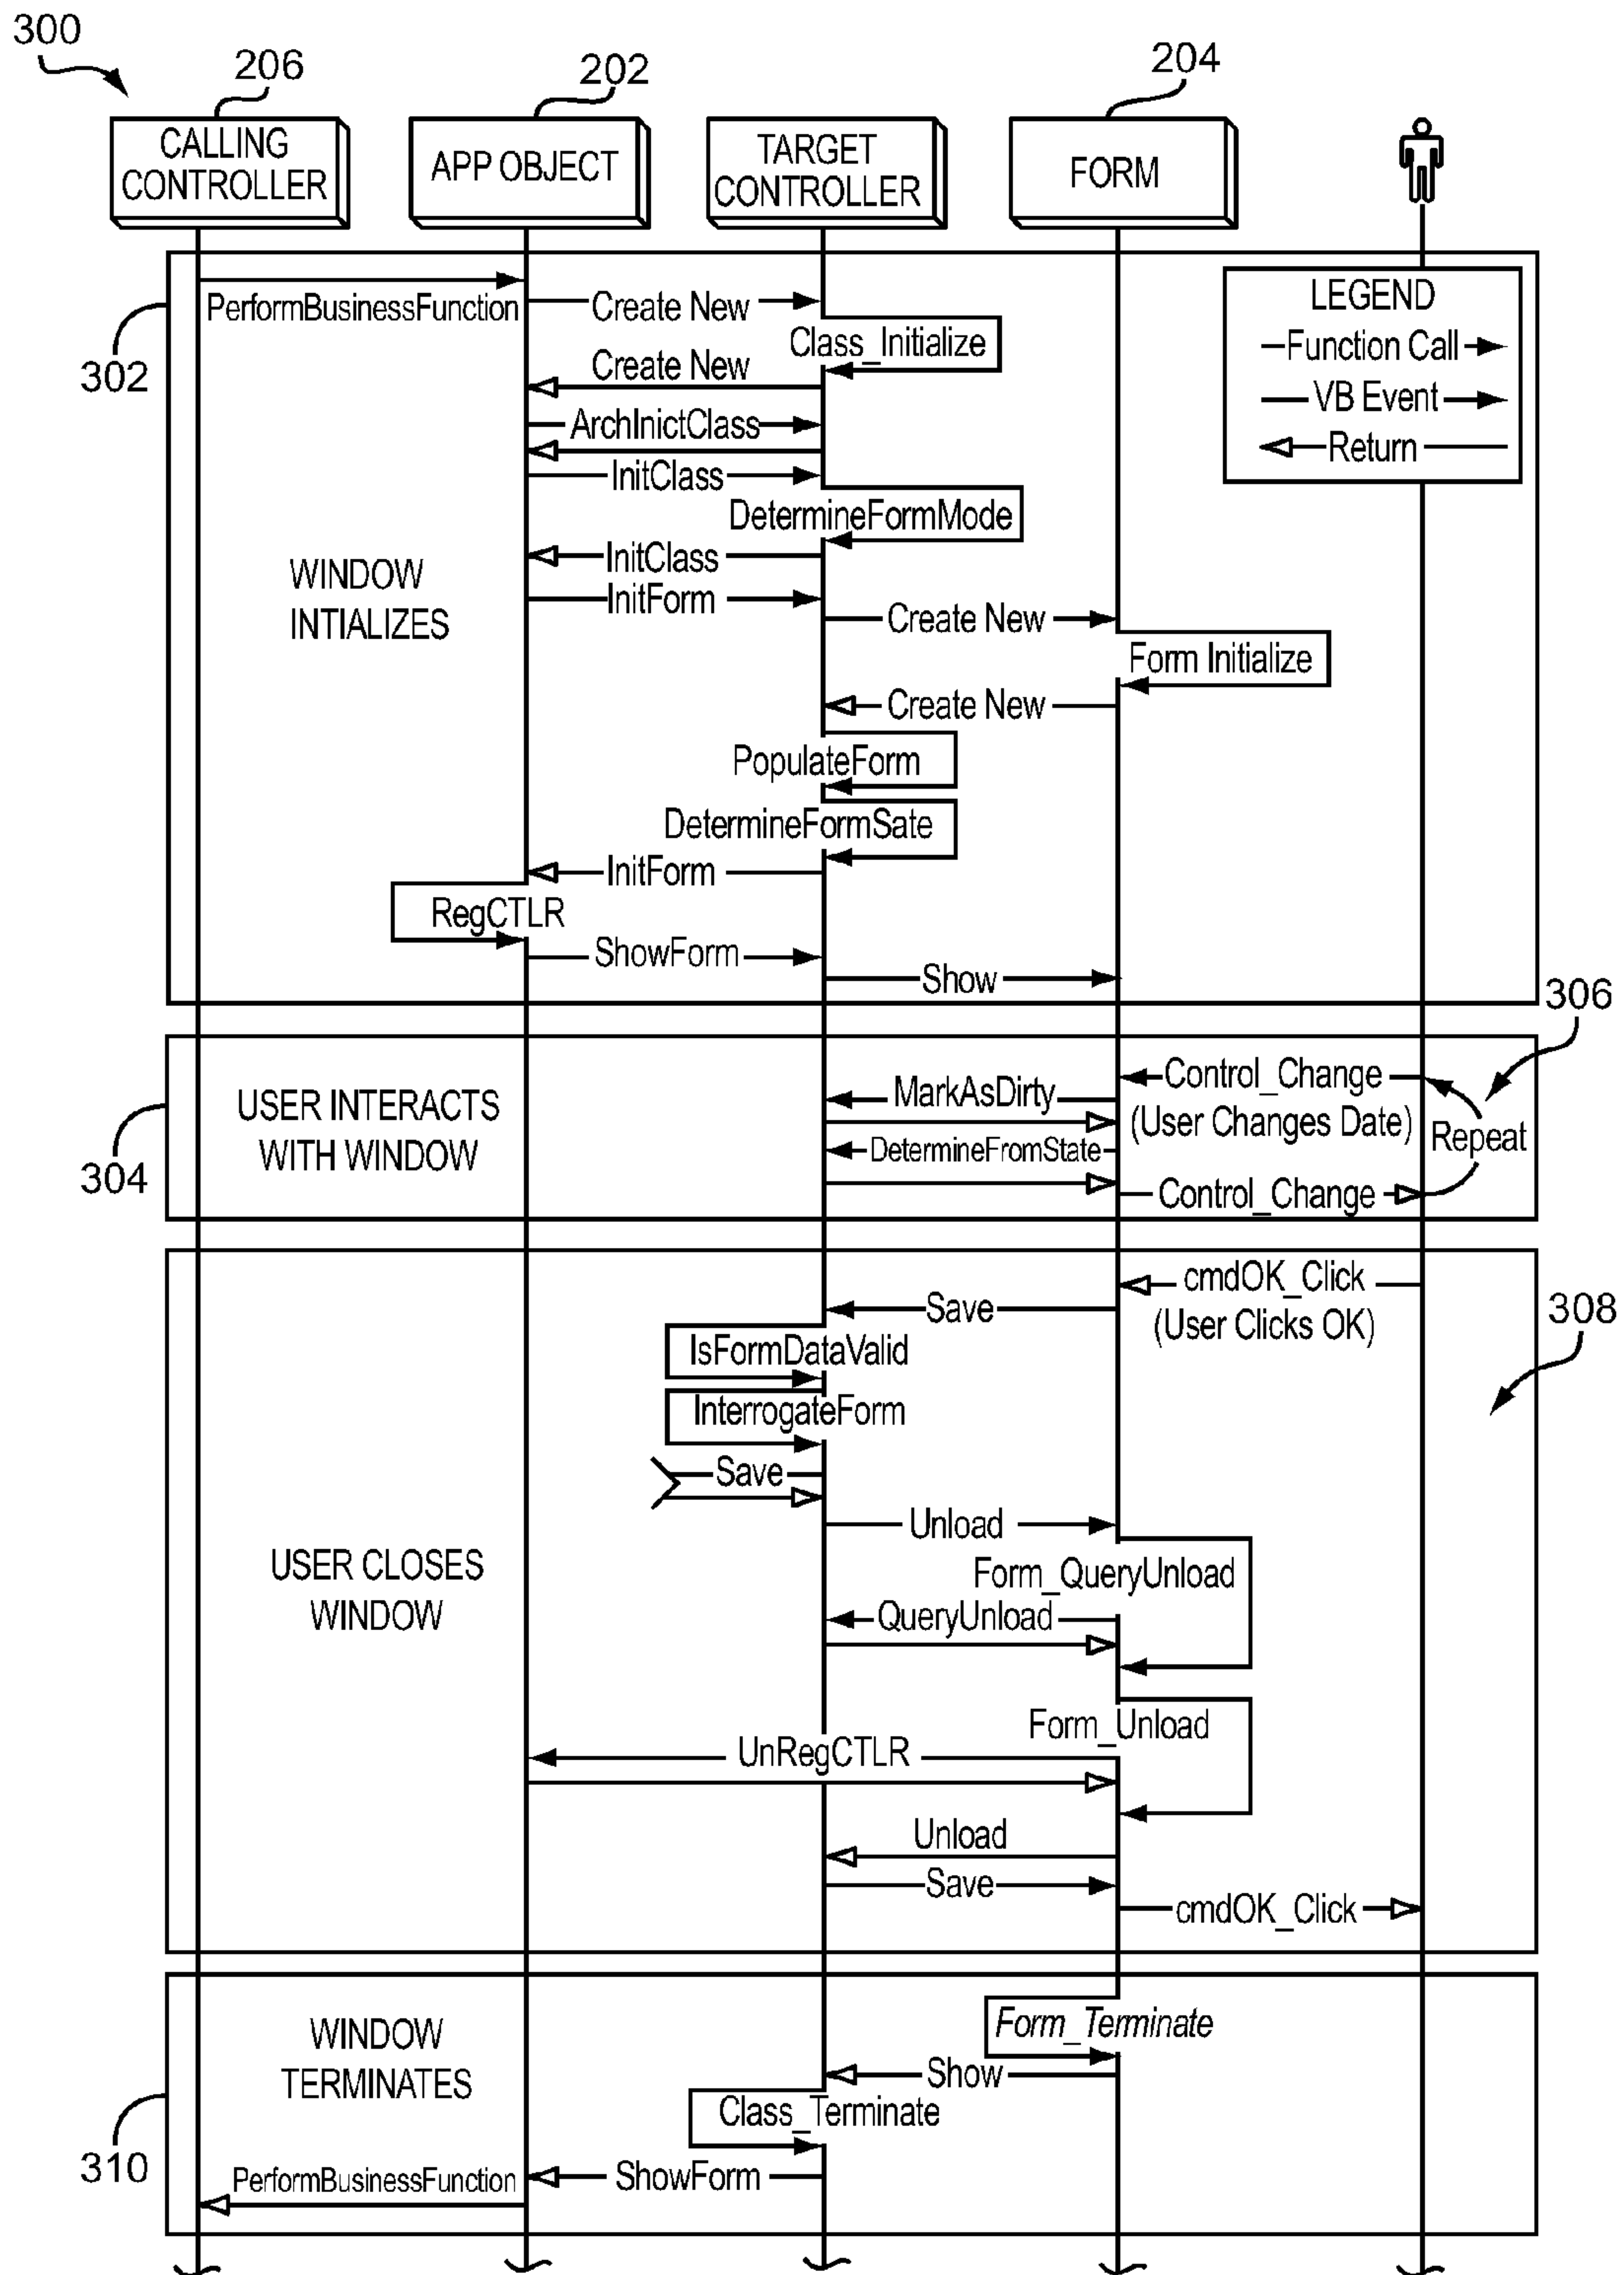 300
206
202
204
CALLING
CONTROLLER
APP OBJECT
TARGET
CONTROLLER
FORM
LEGEND
Function Call
VB Event
Return
302
PerformBusinessFunction
Create New
Class_Initialize
Create New
ArchInictClass
InitClass
DetermineFormMode
InitClass
WINDOW
INTIALIZES
InitForm
Create New
Form Initialize
Create New
PopulateForm
DetermineFormSate
InitForm
RegCTLR
ShowForm
Show
306
304
USER INTERACTS
WITH WINDOW
Control_Change
MarkAsDirty
(User Changes Date)
Repeat
DetermineFromState
Control_Change
cmdOK_Click
Save
(User Clicks OK)
308
IsFormDataValid
InterrogateForm
Save
Unload
USER CLOSES
WINDOW
Form_QueryUnload
QueryUnload
Form_Unload
UnRegCTLR
Unload
Save
cmdOK_Click
310
WINDOW
TERMINATES
Form_Terminate
Show
Class_Terminate
ShowForm
PerformBusinessFunction